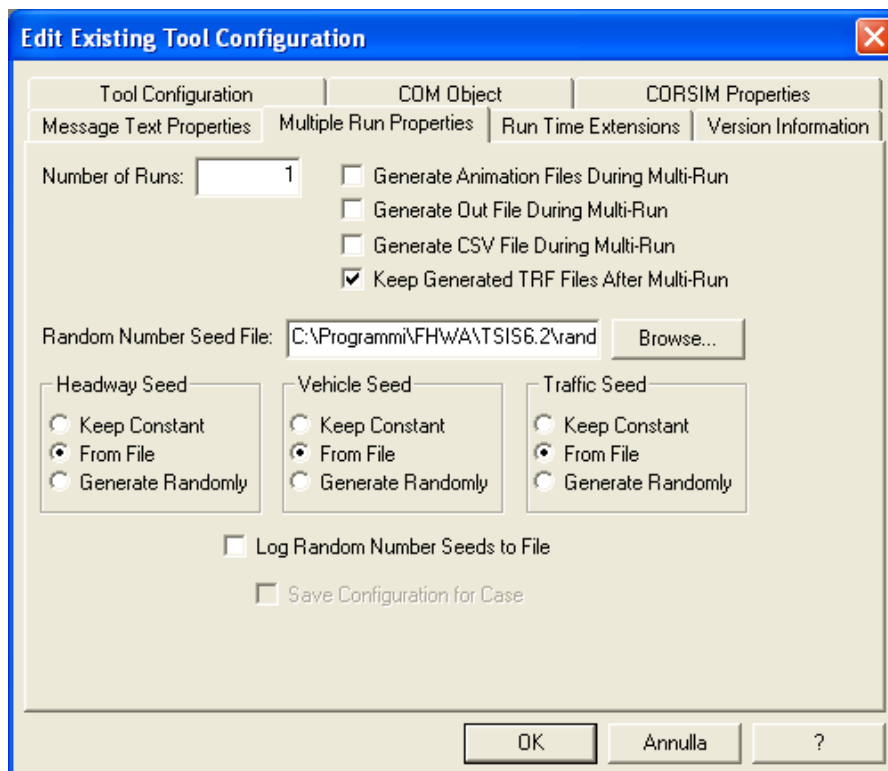 Edit Existing Tool Configuration
Tool Configuration COM Object CORSIM Properties
Message Text Properties Multiple Run Properties Run Time Extensions Version Information
Number of Runs: 1
Generate Animation Files During Multi-Run
Generate Out File During Multi-Run
Generate CSV File During Multi-Run
Keep Generated TRF Files After Multi-Run
Random Number Seed File: C:\Programmi\FHWA\TSIS6.2\rand Browse...
Headway Seed Vehicle Seed Traffic Seed
Keep Constant Keep Constant Keep Constant
From File From File From File
Generate Randomly Generate Randomly Generate Randomly
Log Random Number Seeds to File
Save Configuration for Case
OK Annulla ?